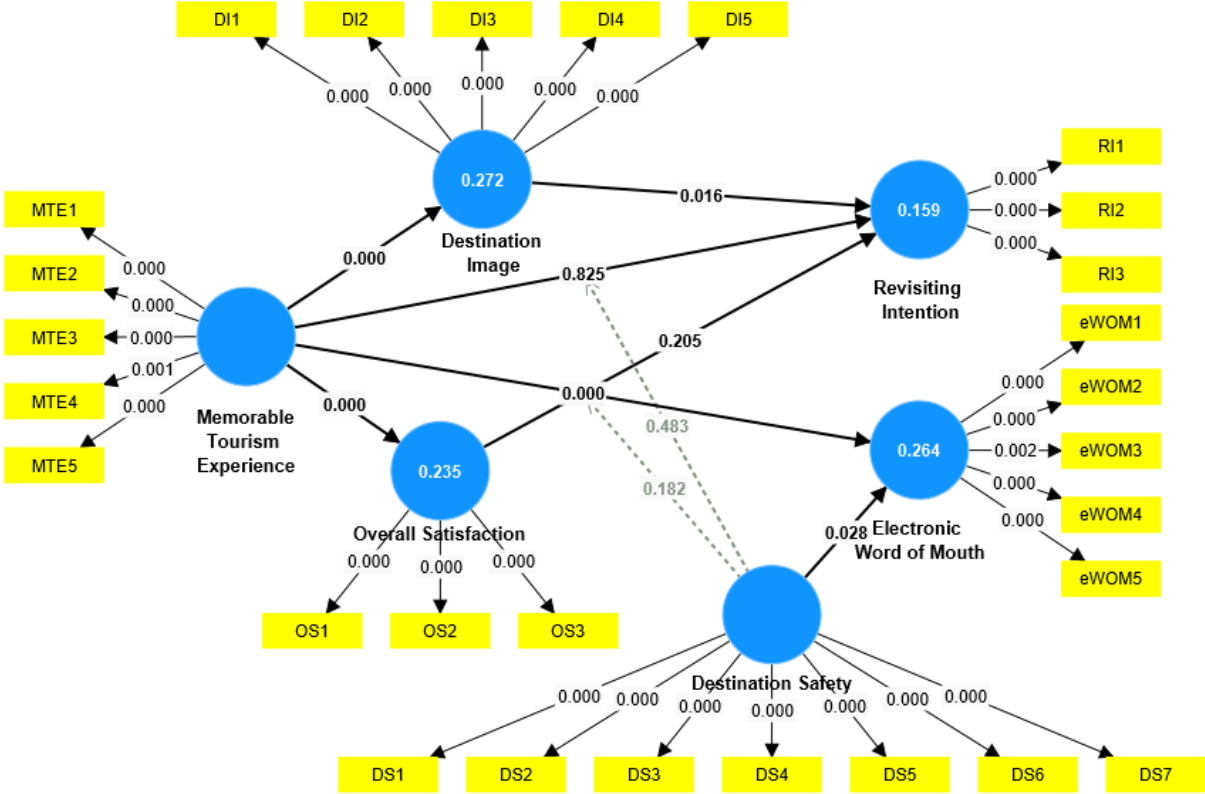 DI1 DI2 DI3 DI4 DI5
0.000 0.000 0.000 0.000 0.000
0.272
Destination
Image
MTE1
MTE2
MTE3
MTE4
MTE5
0.000
0.000
0.000
0.001
0.000
Memorable
Tourism
Experience
0.000
0.000
0.016
0.825
0.205
0.000
0.483
0.182
0.028
0.159
Revisiting
Intention
0.000
0.000
0.000
RI1
RI2
RI3
0.264
Electronic
Word of Mouth
0.000
0.000
0.002
0.000
0.000
eWOM1
eWOM2
eWOM3
eWOM4
eWOM5
0.235
Overall Satisfaction
0.000 0.000 0.000
OS1 OS2 OS3
Destination Safety
0.000 0.000 0.000 0.000 0.000 0.000 0.000
DS1 DS2 DS3 DS4 DS5 DS6 DS7